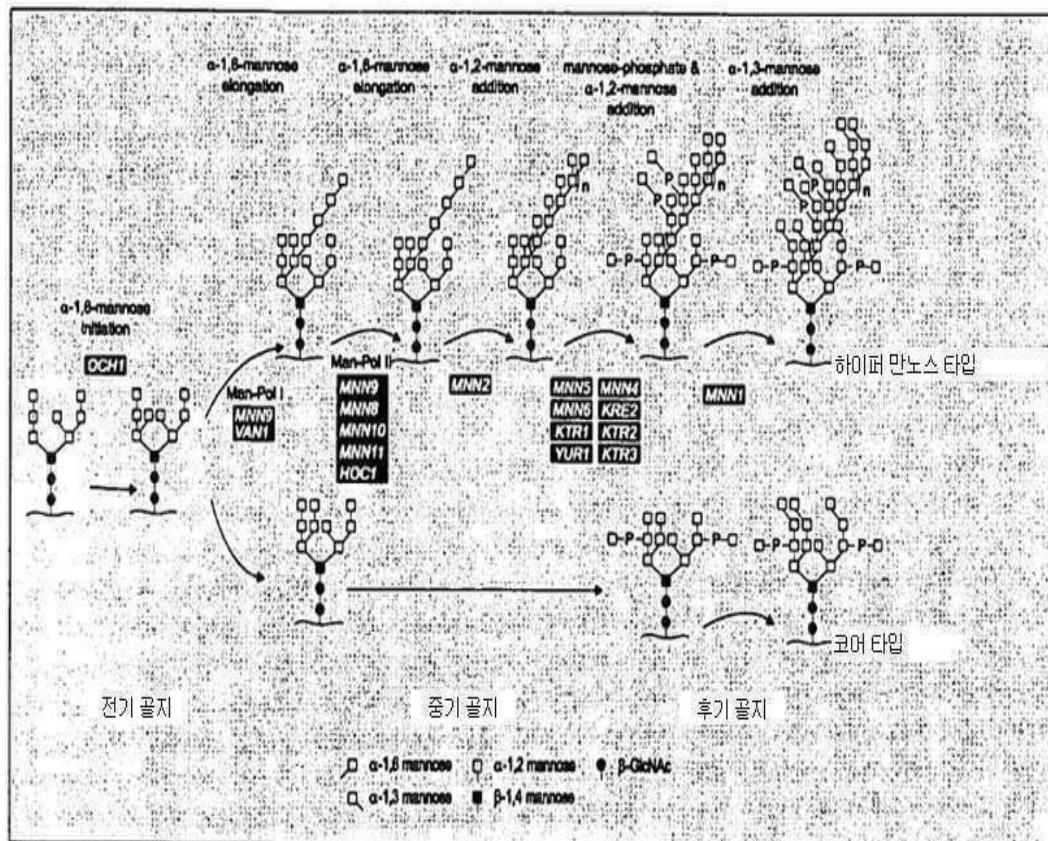 α-1,6-mannose
elongation
α-1,6-mannose
elongation
α-1,2-mannose
addition
mannose-phosphate &
α-1,2-mannose
addition
α-1,3-mannose
addition
n
P
P
n
P
P
P
P
n
P
P
α-1,6-mannose
initiation
OCH1
Man-Pol I
MNN9
VAN1
Man-Pol II
MNN9
MNN8
MNN10
MNN11
HOC1
MNN2
MNN5 MNN4
MNN6 KRE2
KTR1 KTR2
YUR1 KTR3
MNN1
하이퍼 만노스 타입
P
P
P
P
코어 타입
전기 골지
중기 골지
후기 골지
α-1,6 mannose
α-1,2 mannose
β-GlcNAc
α-1,3 mannose
β-1,4 mannose